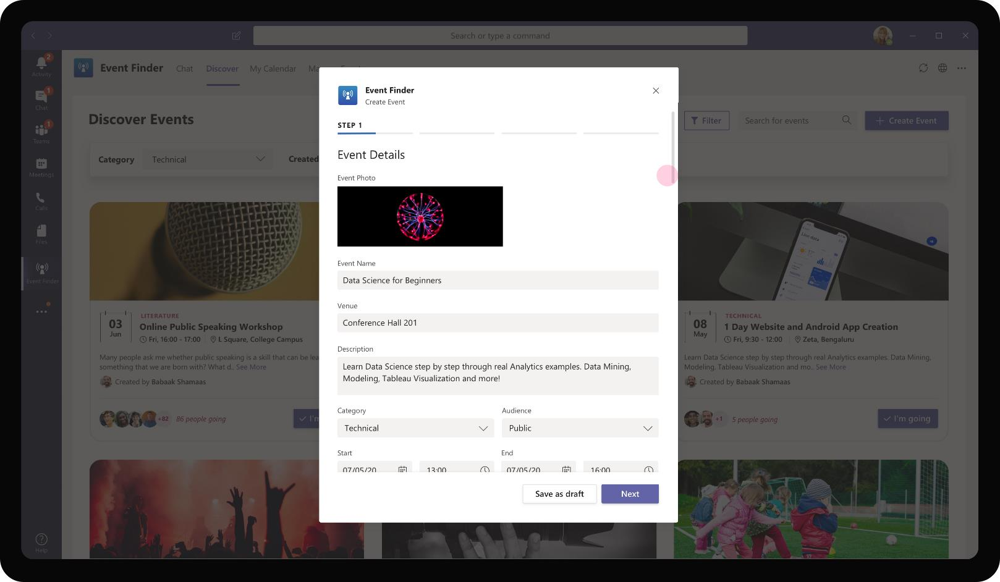 Search or type a command
2
Activity
1
Chat
1
Teams
Meetings
Calls
Files
Event Finder
Help
Event Finder
Chat
Discover
My Calendar
Discover Events
Filter
Search for events
Create Event
Category
Technical
Created
03
Jun
LITERATURE
Online Public Speaking Workshop
Fri, 16:00 - 17:00
L Square, College Campus
Many people ask me whether public speaking is a skill that can be
something that we are born with? What d.. See More
Created by Babaak Shamaas
+82
86 people going
Event Finder
Create Event
STEP 1
Event Details
Event Photo
Event Name
Data Science for Beginners
Venue
Conference Hall 201
Description
Learn Data Science step by step through real Analytics examples. Data Mining,
Modeling, Tableau Visualization and more!
Category
Audience
Technical
Public
Start
End
07/05/20
13:00
07/05/20
16:00
Save as draft
Next
Live data
08
May
TECHNICAL
1 Day Website and Android App Creation
Fri, 9:30 - 12:00
Zeta, Bengaluru
Learn Data Science step by step through real Analytics examples. Data Mining,
Modeling, Tableau Visualization and mo.. See More
Created by Babaak Shamaas
+1
5 people going
I'm going